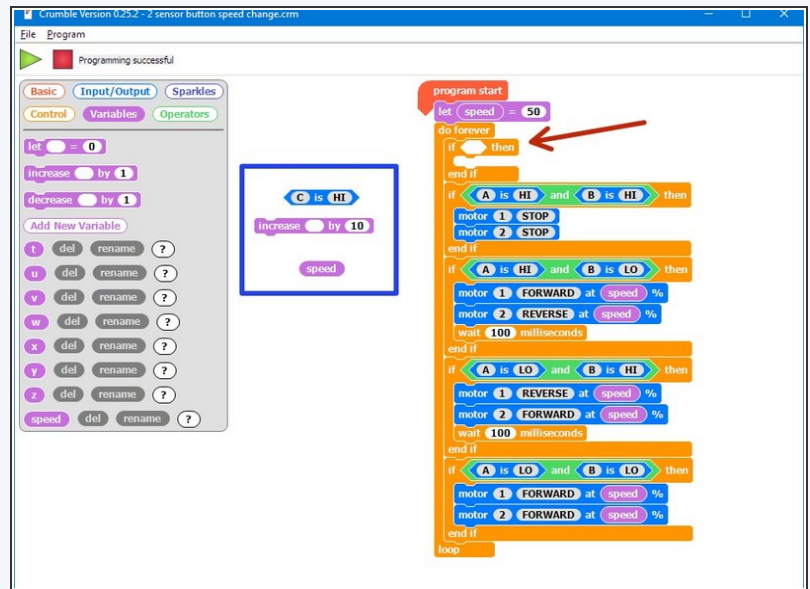 Crumble Version 0.25.2 - 2 sensor button speed change.crm
File Program
Programming successful
Basic Input/Output Sparkles
Control Variables Operators
let = 0
increase by 1
decrease by 1
Add New Variable
t del rename ?
u del rename ?
v del rename ?
w del rename ?
x del rename ?
y del rename ?
z del rename ?
speed del rename ?
C is HI
increase by 10
speed
program start
let speed = 50
do forever
if then
end if
if A is HI and B is HI then
motor 1 STOP
motor 2 STOP
end if
if A is HI and B is LO then
motor 1 FORWARD at speed %
motor 2 REVERSE at speed %
wait 100 milliseconds
end if
if A is LO and B is HI then
motor 1 REVERSE at speed %
motor 2 FORWARD at speed %
wait 100 milliseconds
end if
if A is LO and B is LO then
motor 1 FORWARD at speed %
motor 2 FORWARD at speed %
end if
loop